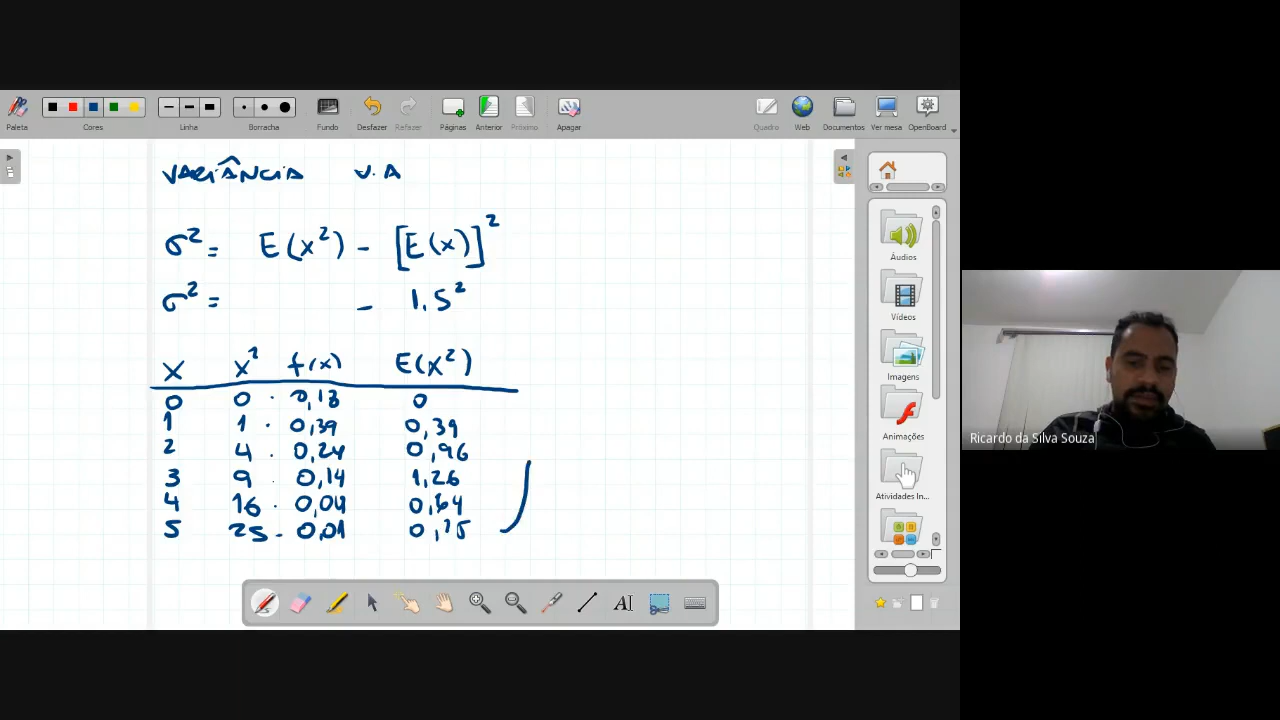 Paleta Cores Linha Borracha Fundo Desfazer Refazer Páginas Anterior Próximo Apagar Quadro Web Documentos Ver mesa OpenBoard
VARIÂNCIA V.A
σ² = E(x²) - [E(x)]²
σ² = - 1.5²
X X² f(x) E(X²)
0 0 · 0,18 0
1 1 · 0,39 0,39
2 4 · 0,24 0,96
3 9 · 0,14 1,26
4 16 · 0,04 0,64
5 25 - 0,01 0,25
Áudios
Vídeos
Imagens
Animações
Atividades In...
Ricardo da Silva Souza
AI